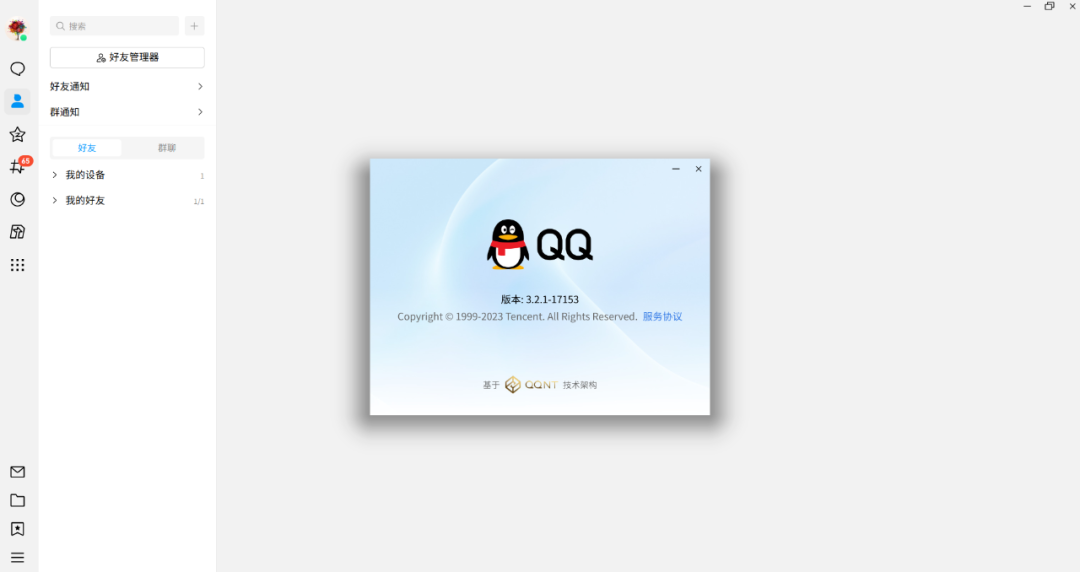 搜索
好友管理器
好友通知
群通知
好友 群聊
65
我的设备 1
我的好友 1/1
QQ
版本: 3.2.1-17153
Copyright © 1999-2023 Tencent. All Rights Reserved. 服务协议
基于 QQNT 技术架构